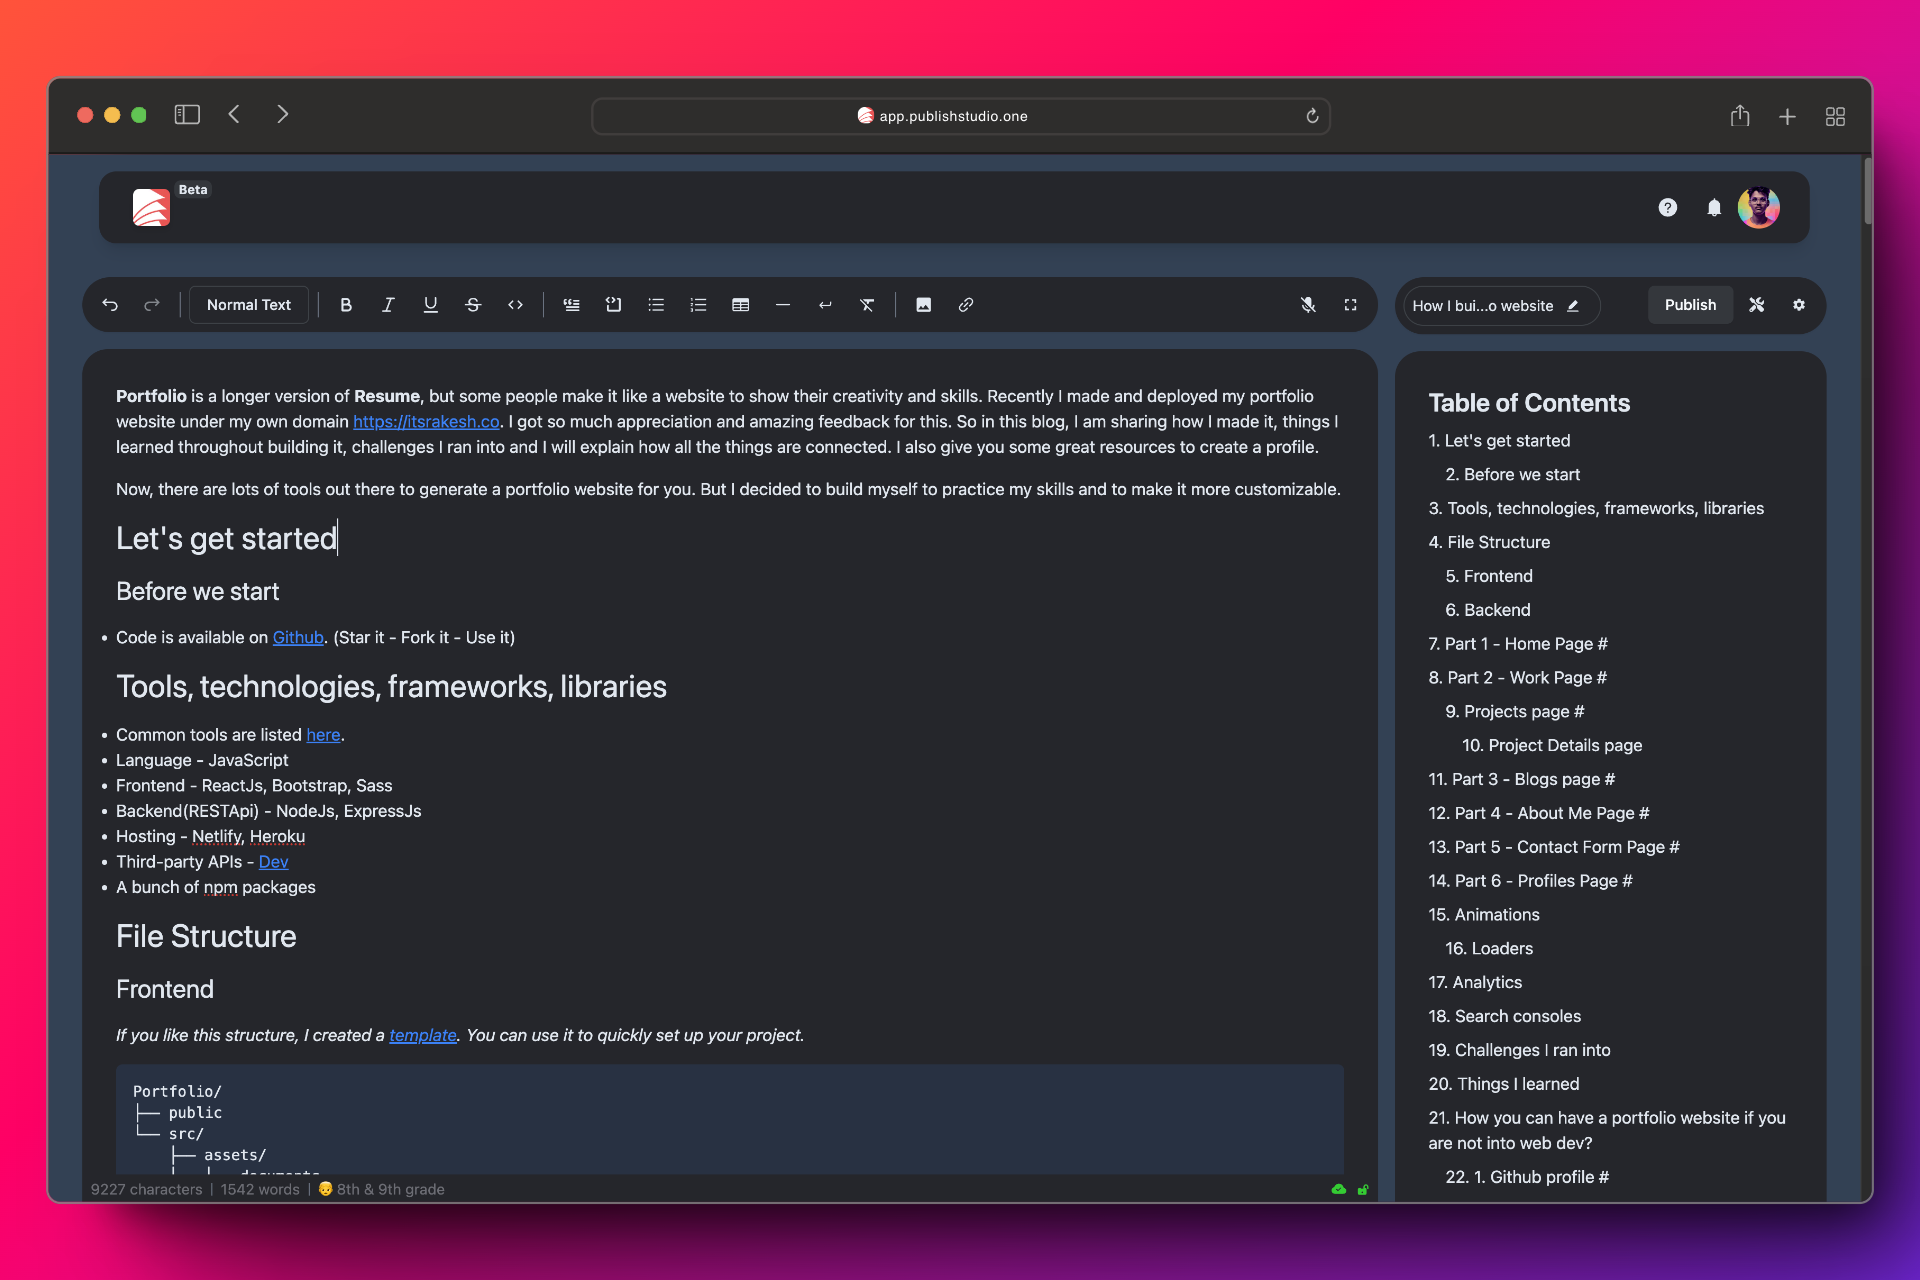 app.publishstudio.one
Beta
Normal Text
How I bui...o website
Publish
Portfolio is a longer version of Resume, but some people make it like a website to show their creativity and skills. Recently I made and deployed my portfolio
website under my own domain https://itsrakesh.co. I got so much appreciation and amazing feedback for this. So in this blog, I am sharing how I made it, things I
learned throughout building it, challenges I ran into and I will explain how all the things are connected. I also give you some great resources to create a profile.
Now, there are lots of tools out there to generate a portfolio website for you. But I decided to build myself to practice my skills and to make it more customizable.
Let's get started
Before we start
• Code is available on Github. (Star it - Fork it - Use it)
Tools, technologies, frameworks, libraries
• Common tools are listed here.
• Language - JavaScript
• Frontend - ReactJs, Bootstrap, Sass
• Backend(RESTApi) - NodeJs, ExpressJs
• Hosting - Netlify, Heroku
• Third-party APIs - Dev
• A bunch of npm packages
File Structure
Frontend
If you like this structure, I created a template. You can use it to quickly set up your project.
Portfolio/
├── public
└── src/
├── assets/
documents
9227 characters | 1542 words | 👴 8th & 9th grade
Table of Contents
1. Let's get started
2. Before we start
3. Tools, technologies, frameworks, libraries
4. File Structure
5. Frontend
6. Backend
7. Part 1 - Home Page #
8. Part 2 - Work Page #
9. Projects page #
10. Project Details page
11. Part 3 - Blogs page #
12. Part 4 - About Me Page #
13. Part 5 - Contact Form Page #
14. Part 6 - Profiles Page #
15. Animations
16. Loaders
17. Analytics
18. Search consoles
19. Challenges I ran into
20. Things I learned
21. How you can have a portfolio website if you
are not into web dev?
22. 1. Github profile #